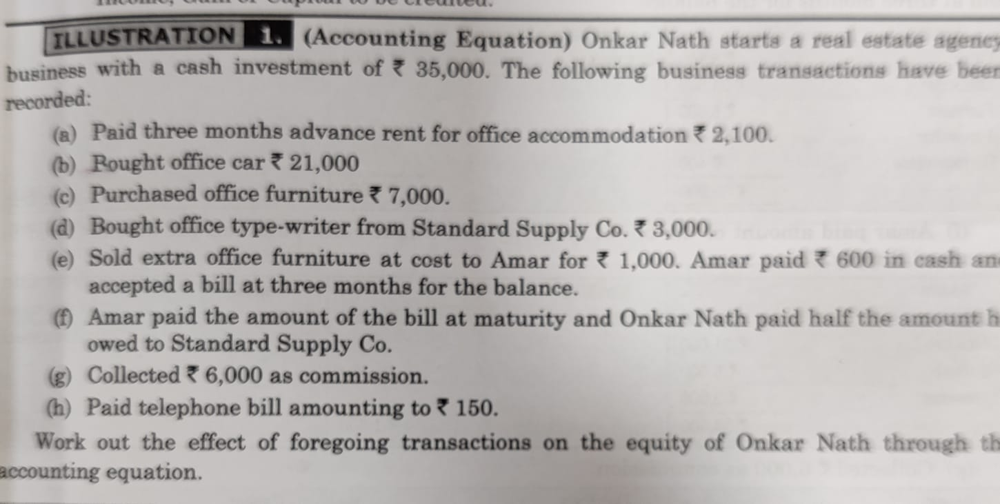 ILLUSTRATION 1. (Accounting Equation) Onkar Nath starts a real estate agency
business with a cash investment of ₹ 35,000. The following business transactions have been
recorded:
(a) Paid three months advance rent for office accommodation ₹ 2,100.
(b) Bought office car ₹ 21,000
(c) Purchased office furniture ₹ 7,000.
(d) Bought office type-writer from Standard Supply Co. ₹ 3,000.
(e) Sold extra office furniture at cost to Amar for ₹ 1,000. Amar paid ₹ 600 in cash an
accepted a bill at three months for the balance.
(f) Amar paid the amount of the bill at maturity and Onkar Nath paid half the amount h
owed to Standard Supply Co.
(g) Collected ₹ 6,000 as commission.
(h) Paid telephone bill amounting to ₹ 150.
Work out the effect of foregoing transactions on the equity of Onkar Nath through th
accounting equation.